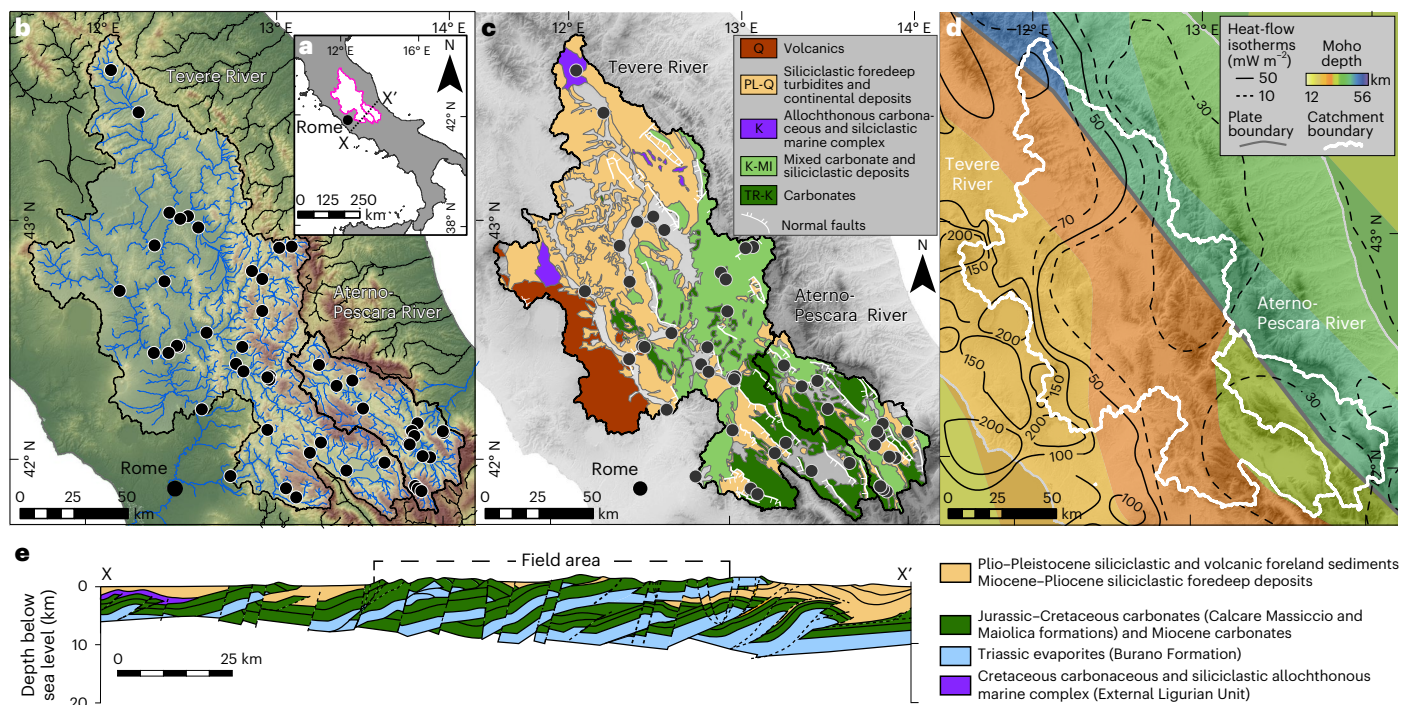 b
12° E
13° E
14° E
Tevere River
43° N
Aterno-
Pescara River
42° N
Rome
0 25 50
km
a
12° E
16° E
N
X'
Rome
X
42° N
38° N
0 125 250
km
c
12° E
13° E
14° E
Tevere River
Q Volcanics
PL-Q Siliciclastic foredeep
turbidites and
continental deposits
K Allochthonous carbona-
ceous and silciclastic
marine complex
K-MI Mixed carbonate and
siliciclastic deposits
TR-K Carbonates
Normal faults
N
Aterno-
Pescara River
Rome
0 25 50
km
d
12° E
13° E
Heat-flow
isotherms
(mW m−2)
50
10
Moho
depth
km
12 56
Plate
boundary
Catchment
boundary
Tevere
River
Aterno-
Pescara River
43° N
50
30
70
200
150
200
150
150
50
200
200
100
100
30
0 25 50
km
e
X
X'
Field area
0
10
20
Depth below
sea level (km)
0 25 km
Plio–Pleistocene siliciclastic and volcanic foreland sediments
Miocene–Pliocene siliciclastic foredeep deposits
Jurassic–Cretaceous carbonates (Calcare Massiccio and
Maiolica formations) and Miocene carbonates
Triassic evaporites (Burano Formation)
Cretaceous carbonaceous and siliciclastic allochthonous
marine complex (External Ligurian Unit)